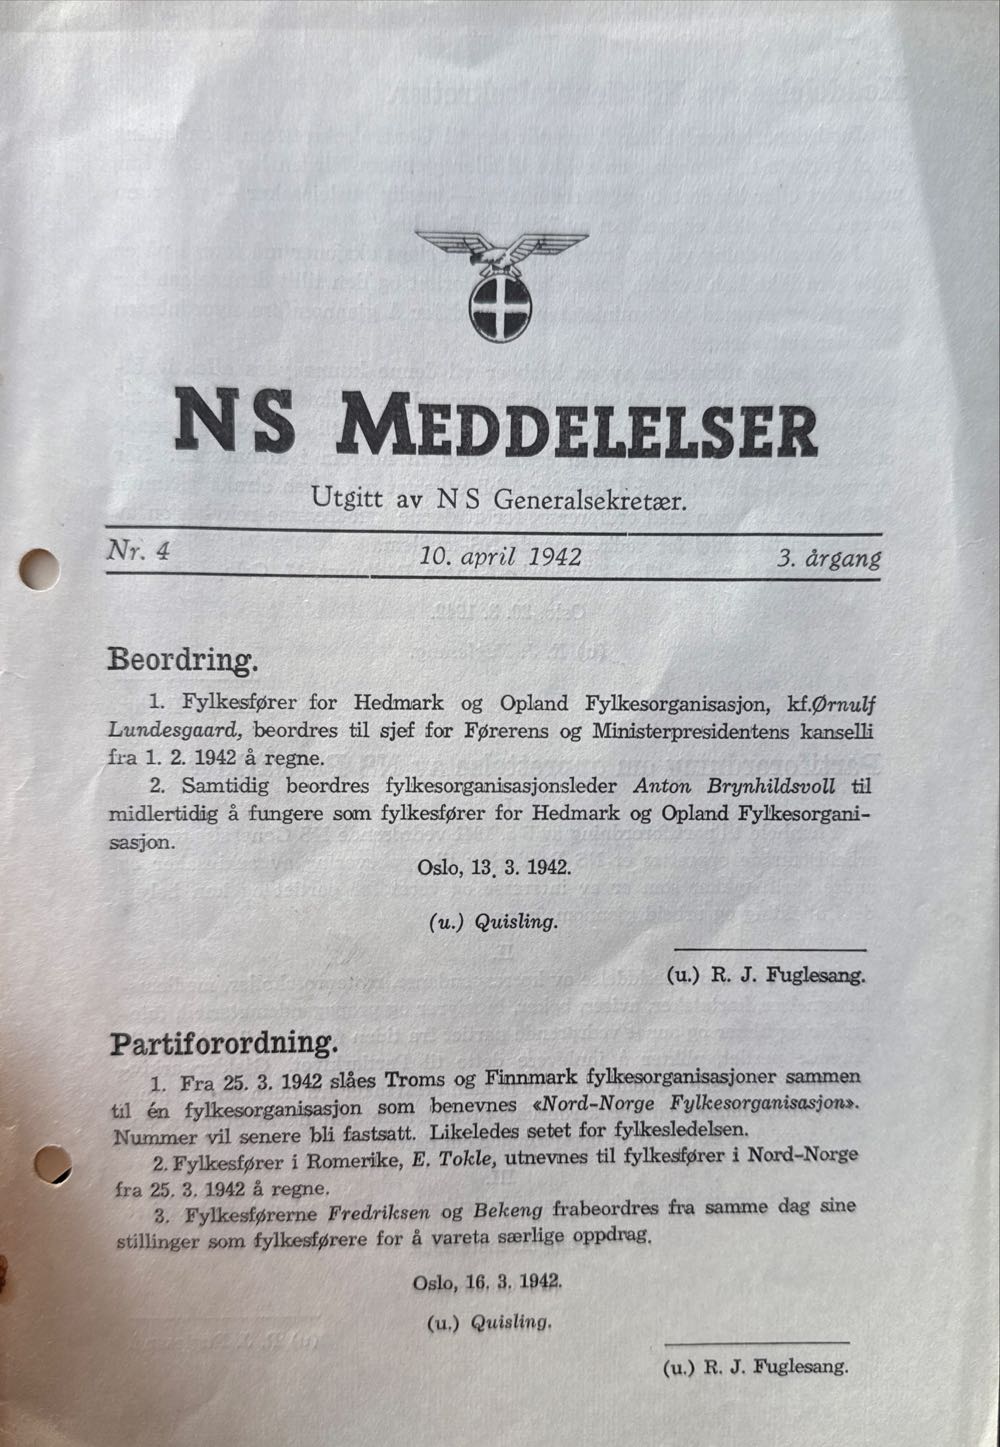 NS MEDDELELSER
Utgitt av NS Generalsekretær.
Nr. 4 10. april 1942 3. årgang
Beordring.
1. Fylkesfører for Hedmark og Opland Fylkesorganisasjon, kf.Ørnulf
Lundesgaard, beordres til sjef for Førerens og Ministerpresidentens kanselli
fra 1. 2. 1942 å regne.
2. Samtidig beordres fylkesorganisasjonsleder Anton Brynhildsvoll til
midlertidig å fungere som fylkesfører for Hedmark og Opland Fylkesorgani-
sasjon.
Oslo, 13. 3. 1942.
(u.) Quisling.
(u.) R. J. Fuglesang.
Partiforordning.
1. Fra 25. 3. 1942 slåes Troms og Finnmark fylkesorganisasjoner sammen
til én fylkesorganisasjon som benevnes «Nord-Norge Fylkesorganisasjon».
Nummer vil senere bli fastsatt. Likeledes setet for fylkesledelsen.
2. Fylkesfører i Romerike, E. Tokle, utnevnes til fylkesfører i Nord-Norge
fra 25. 3. 1942 å regne.
3. Fylkesførerne Fredriksen og Bekeng frabeordres fra samme dag sine
stillinger som fylkesførere for å vareta særlige oppdrag.
Oslo, 16. 3. 1942.
(u.) Quisling.
(u.) R. J. Fuglesang.